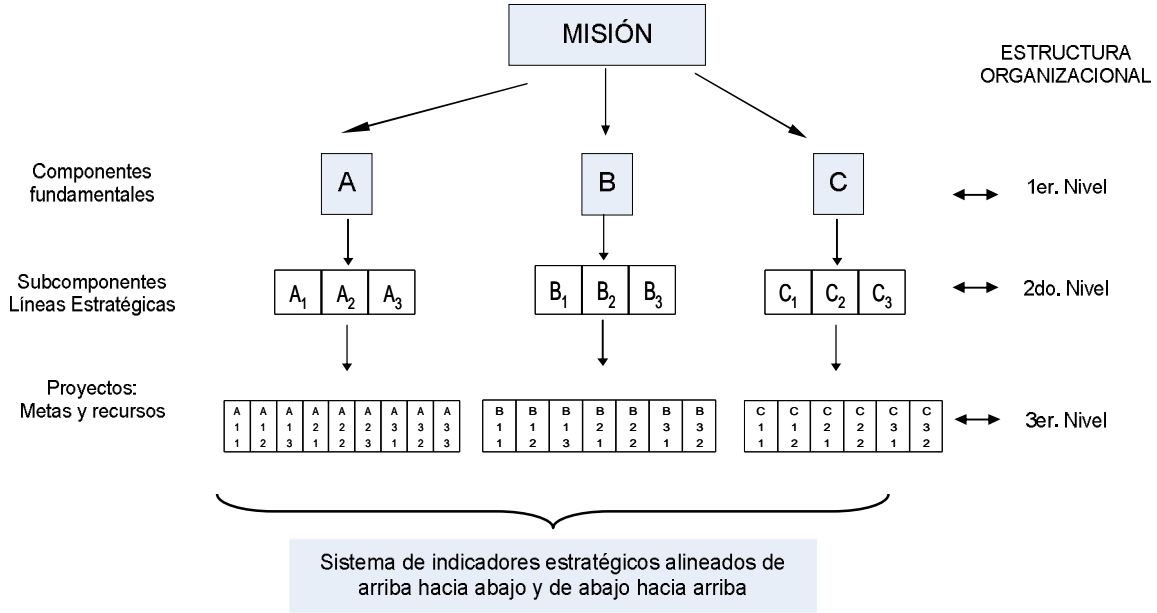 MISIÓN
ESTRUCTURA
ORGANIZACIONAL
Componentes
fundamentales
A
B
C
1er. Nivel
Subcomponentes
Líneas Estratégicas
A1 A2 A3
B1 B2 B3
C1 C2 C3
2do. Nivel
Proyectos:
Metas y recursos
A11 A12 A13 A21 A22 A23 A31 A32 A33
B11 B12 B13 B21 B22 B31 B32
C11 C12 C21 C22 C31 C32
3er. Nivel
Sistema de indicadores estratégicos alineados de
arriba hacia abajo y de abajo hacia arriba